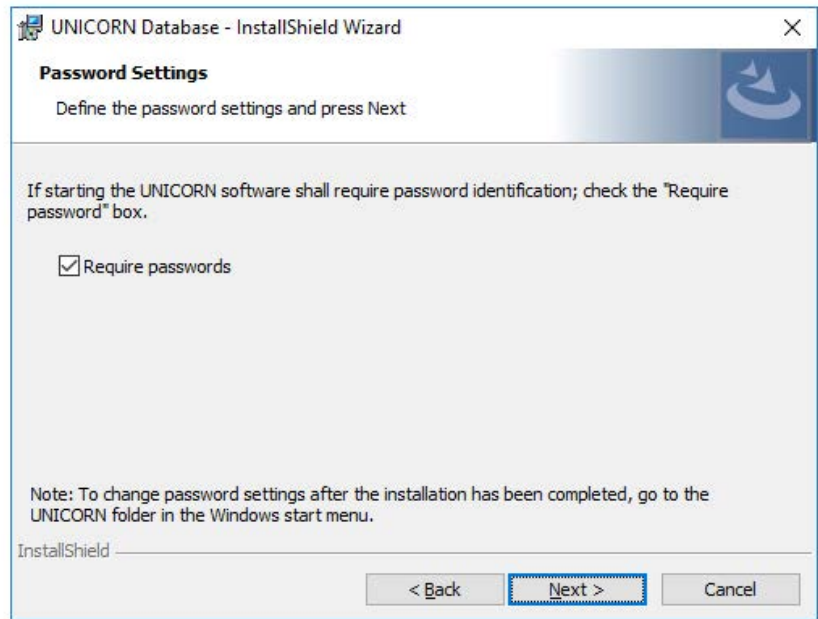 UNICORN Database - InstallShield Wizard
Password Settings
Define the password settings and press Next
If starting the UNICORN software shall require password identification; check the "Require
password" box.
Require passwords
Note: To change password settings after the installation has been completed, go to the
UNICORN folder in the Windows start menu.
InstallShield
< Back
Next >
Cancel